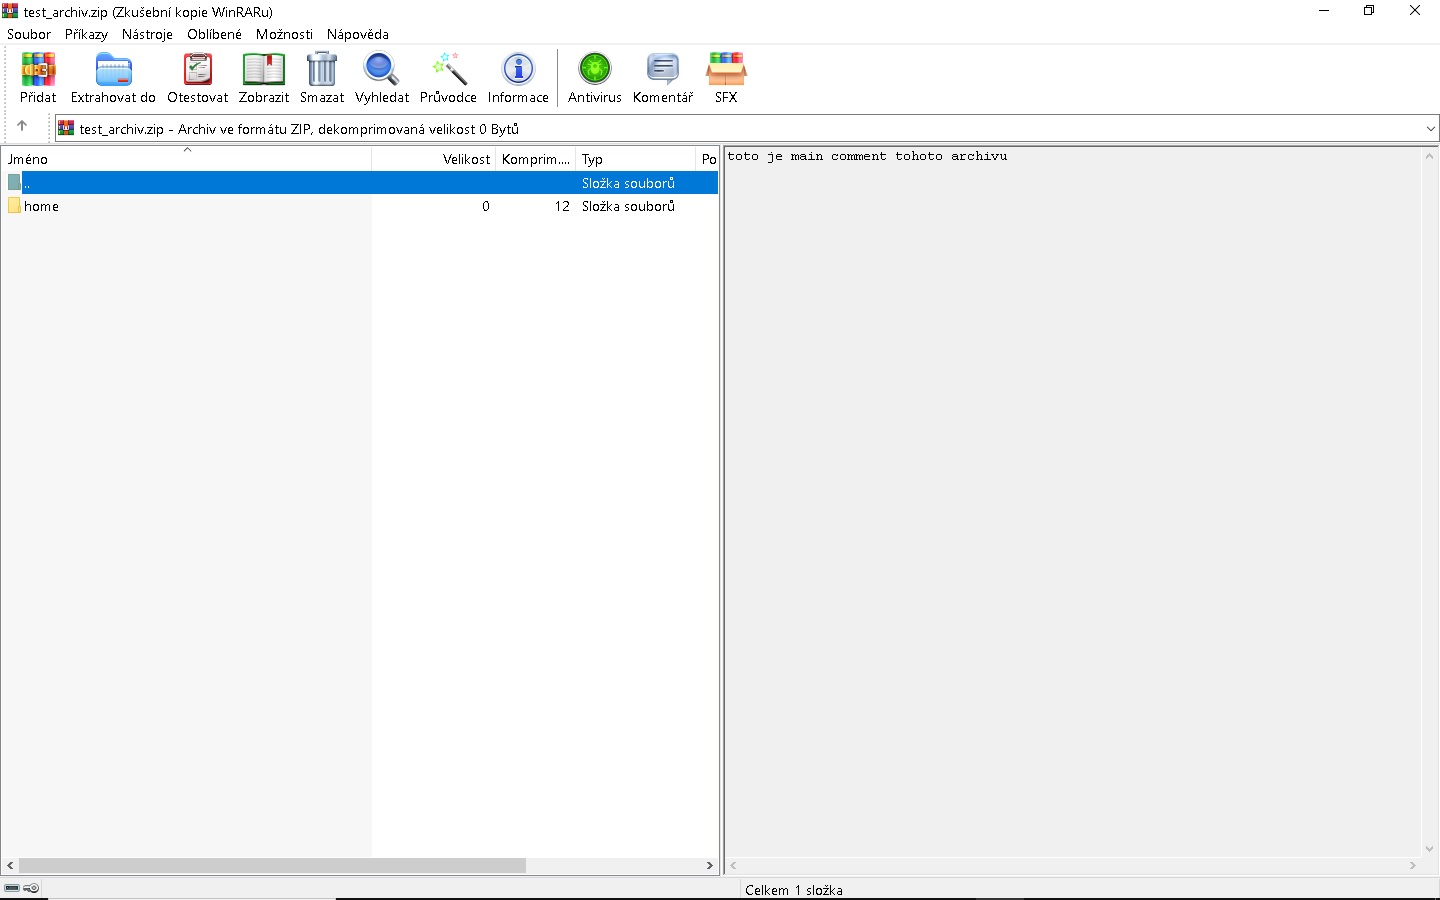 test_archiv.zip (Zkušební kopie WinRARu)
Soubor Příkazy Nástroje Oblíbené Možnosti Nápověda
Přidat Extrahovat do Otestovat Zobrazit Smazat Vyhledat Průvodce Informace Antivirus Komentář SFX
test_archiv.zip - Archiv ve formátu ZIP, dekomprimovaná velikost 0 Bytů
Jméno Velikost Komprim.... Typ Po
.. Složka souborů
home 0 12 Složka souborů
toto je main comment tohoto archivu
Celkem 1 složka